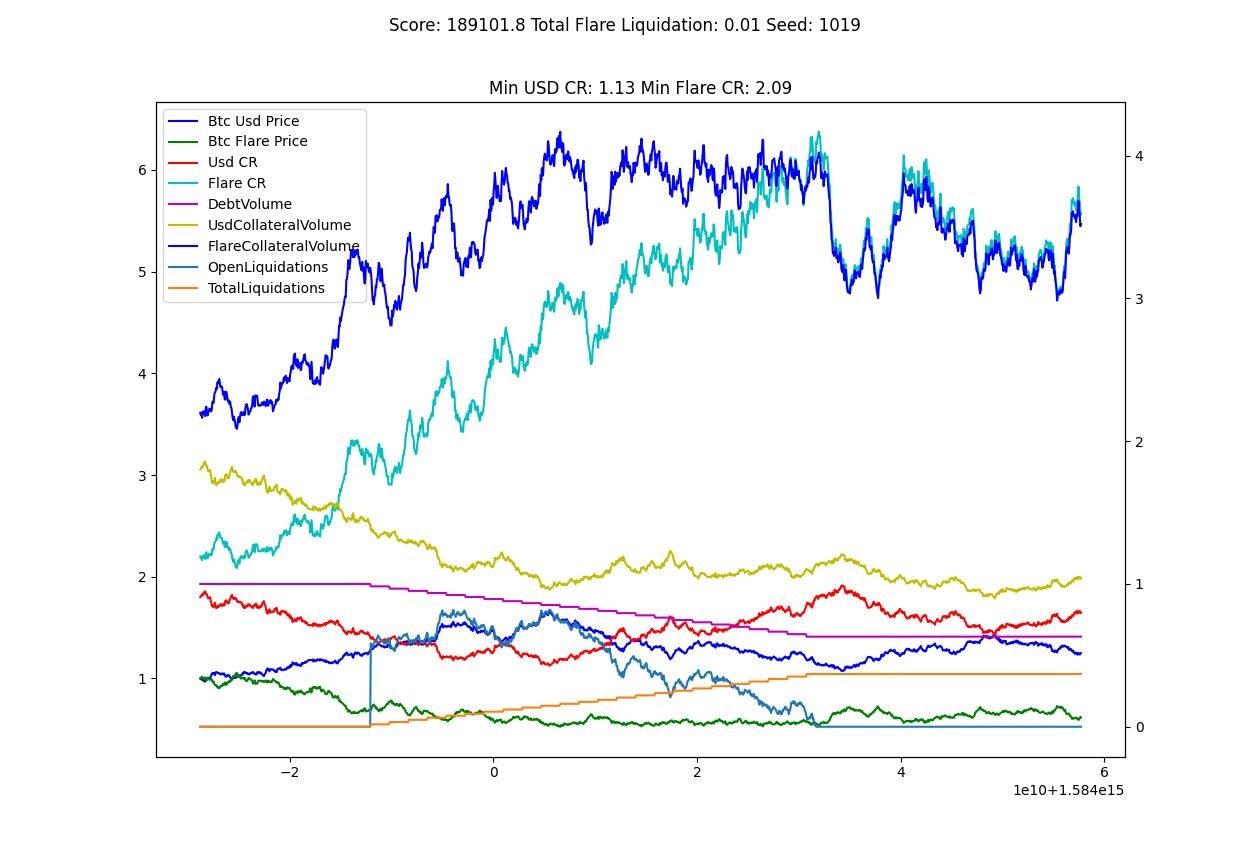 Score: 189101.8 Total Flare Liquidation: 0.01 Seed: 1019
Min USD CR: 1.13 Min Flare CR: 2.09
Btc Usd Price
Btc Flare Price
Usd CR
Flare CR
DebtVolume
UsdCollateralVolume
FlareCollateralVolume
OpenLiquidations
TotalLiquidations
6
5
4
3
2
1
4
3
2
1
0
−2
0
2
4
6
1e10+1.584e15